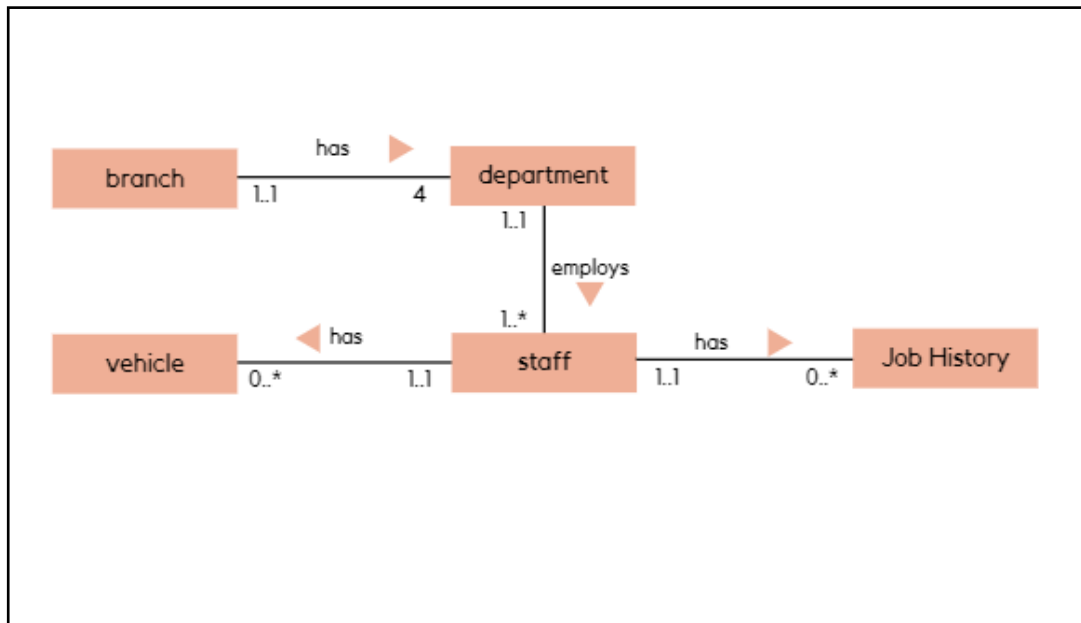 has
branch
department
1..1
4
1..1
employs
1..*
has
has
vehicle
staff
Job History
0..*
1..1
1..1
0..*